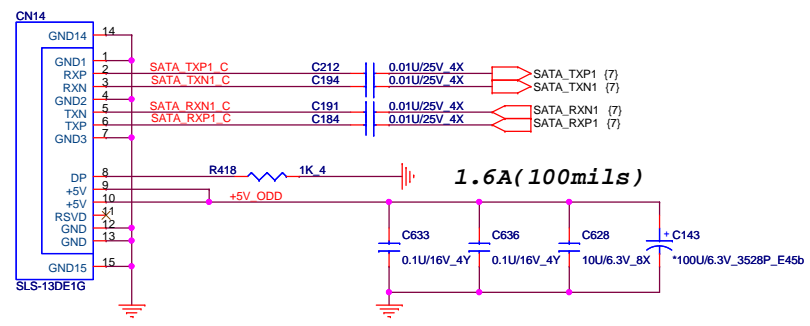 CN14
GND14 14
GND1 1
RXP 2 SATA_TXP1_C C212 0.01U/25V_4X SATA_TXP1 {7}
RXN 3 SATA_TXN1_C C194 0.01U/25V_4X SATA_TXN1 {7}
GND2 4
TXN 5 SATA_RXN1_C C191 0.01U/25V_4X SATA_RXN1 {7}
TXP 6 SATA_RXP1_C C184 0.01U/25V_4X SATA_RXP1 {7}
GND3 7
DP 8 R418 1K_4
1.6A(100mils)
+5V 9
+5V 10 +5V_ODD
RSVD 11
GND 12
GND 13
C633 C636 C628 + C143
0.1U/16V_4Y 0.1U/16V_4Y 10U/6.3V_8X *100U/6.3V_3528P_E45b
GND15 15
SLS-13DE1G